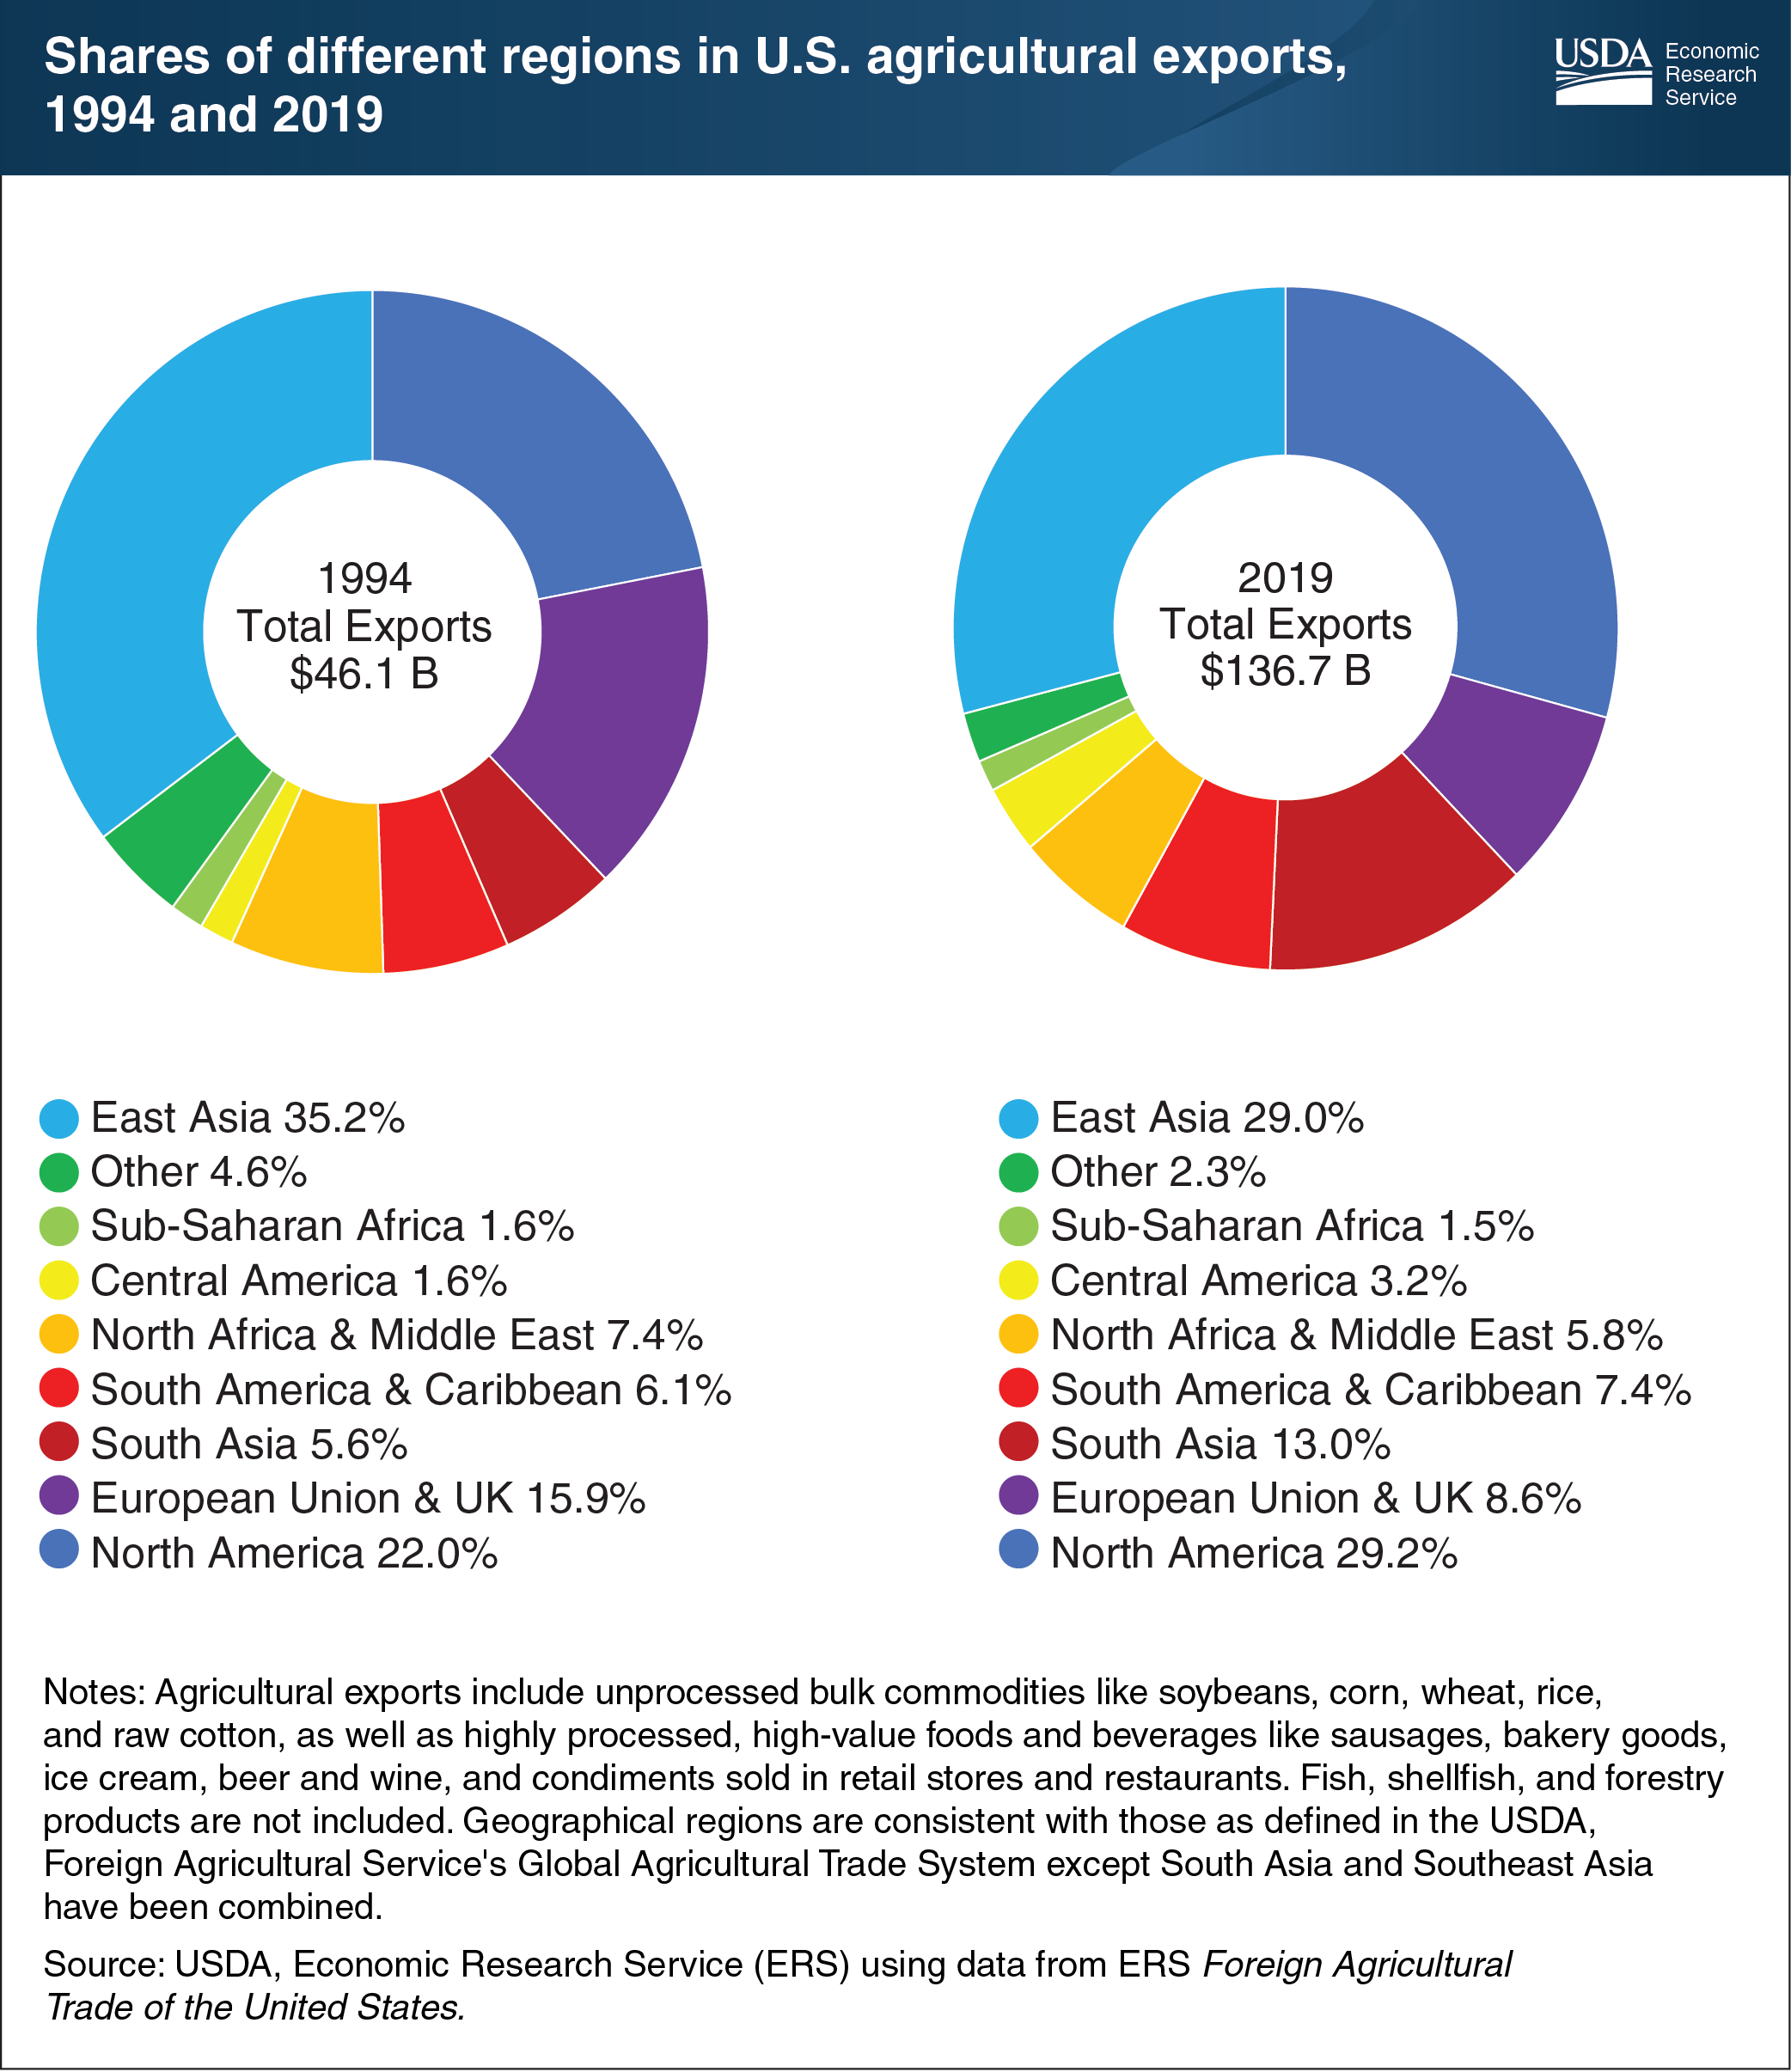 Shares of different regions in U.S. agricultural exports,
1994 and 2019
USDA
Economic
Research
Service
1994
Total Exports
$46.1 B
2019
Total Exports
$136.7 B
East Asia 35.2%
Other 4.6%
Sub-Saharan Africa 1.6%
Central America 1.6%
North Africa & Middle East 7.4%
South America & Caribbean 6.1%
South Asia 5.6%
European Union & UK 15.9%
North America 22.0%
East Asia 29.0%
Other 2.3%
Sub-Saharan Africa 1.5%
Central America 3.2%
North Africa & Middle East 5.8%
South America & Caribbean 7.4%
South Asia 13.0%
European Union & UK 8.6%
North America 29.2%
Notes: Agricultural exports include unprocessed bulk commodities like soybeans, corn, wheat, rice,
and raw cotton, as well as highly processed, high-value foods and beverages like sausages, bakery goods,
ice cream, beer and wine, and condiments sold in retail stores and restaurants. Fish, shellfish, and forestry
products are not included. Geographical regions are consistent with those as defined in the USDA,
Foreign Agricultural Service's Global Agricultural Trade System except South Asia and Southeast Asia
have been combined.
Source: USDA, Economic Research Service (ERS) using data from ERS Foreign Agricultural
Trade of the United States.